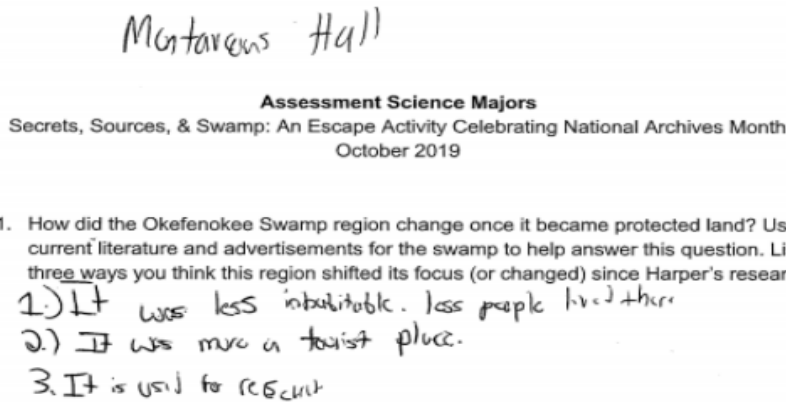 Hall
Assessment Science Majors
Secrets, Sources, & Swamp: An Escape Activity Celebrating National Archives Month
October 2019
1. How did the Okefenokee Swamp region change once it became protected land? Us
current literature and advertisements for the swamp to help answer this question. Li
three ways you think this region shifted its focus (or changed) since Harper's resear
1.) It was less inhabitable. less people lived there
2.) It was more a tourist place.
3. It is used for